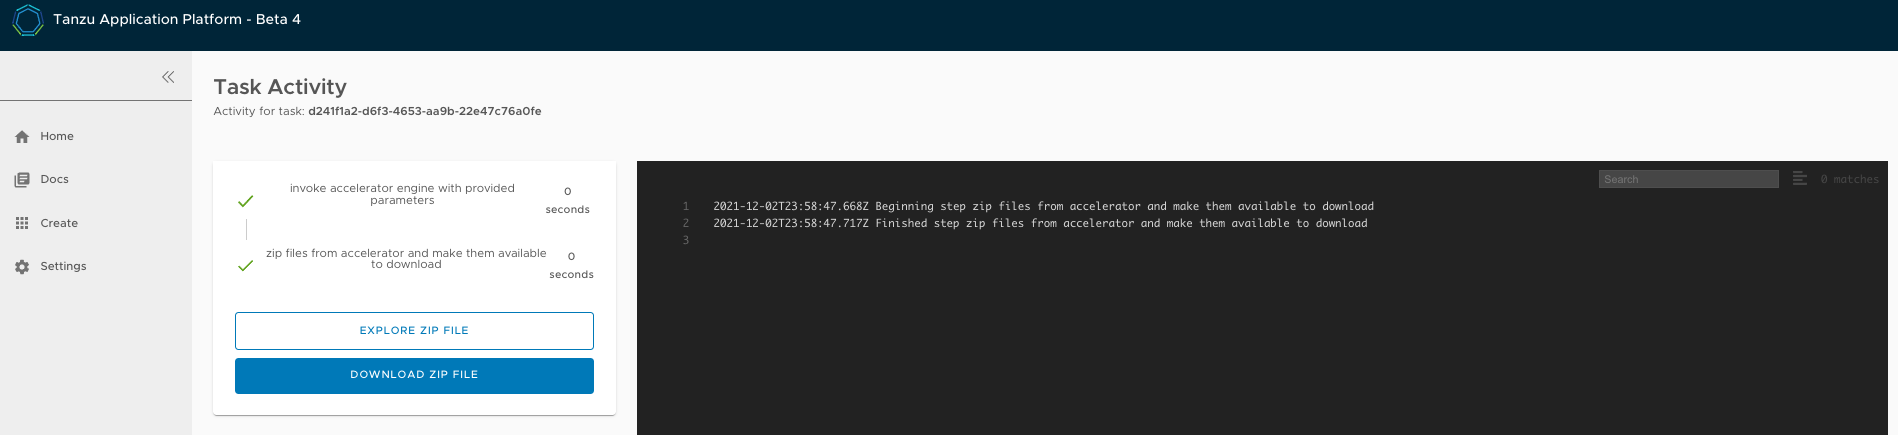 Tanzu Application Platform - Beta 4
Home
Docs
Create
Settings
Task Activity
Activity for task: d241f1a2-d6f3-4653-aa9b-22e47c76a0fe
invoke accelerator engine with provided
parameters
0
seconds
zip files from accelerator and make them available
to download
0
seconds
EXPLORE ZIP FILE
DOWNLOAD ZIP FILE
Search
0 matches
1 2021-12-02T23:58:47.668Z Beginning step zip files from accelerator and make them available to download
2 2021-12-02T23:58:47.717Z Finished step zip files from accelerator and make them available to download
3